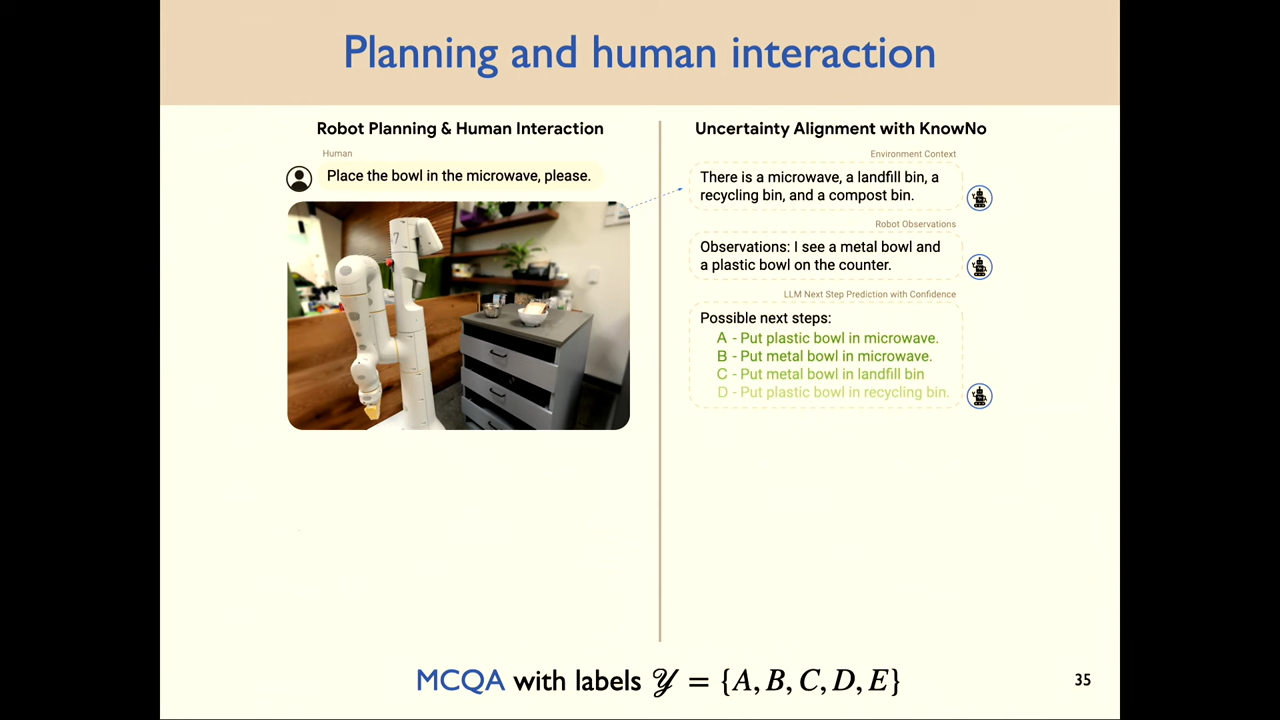 Planning and human interaction
Robot Planning & Human Interaction
Human
Place the bowl in the microwave, please.
7
Uncertainty Alignment with KnowNo
Environment Context
There is a microwave, a landfill bin, a
recycling bin, and a compost bin.
Robot Observations
Observations: I see a metal bowl and
a plastic bowl on the counter.
LLM Next Step Prediction with Confidence
Possible next steps:
A - Put plastic bowl in microwave.
B - Put metal bowl in microwave.
C - Put metal bowl in landfill bin
D - Put plastic bowl in recycling bin.
MCQA with labels 𝒴 = {A, B, C, D, E}
35